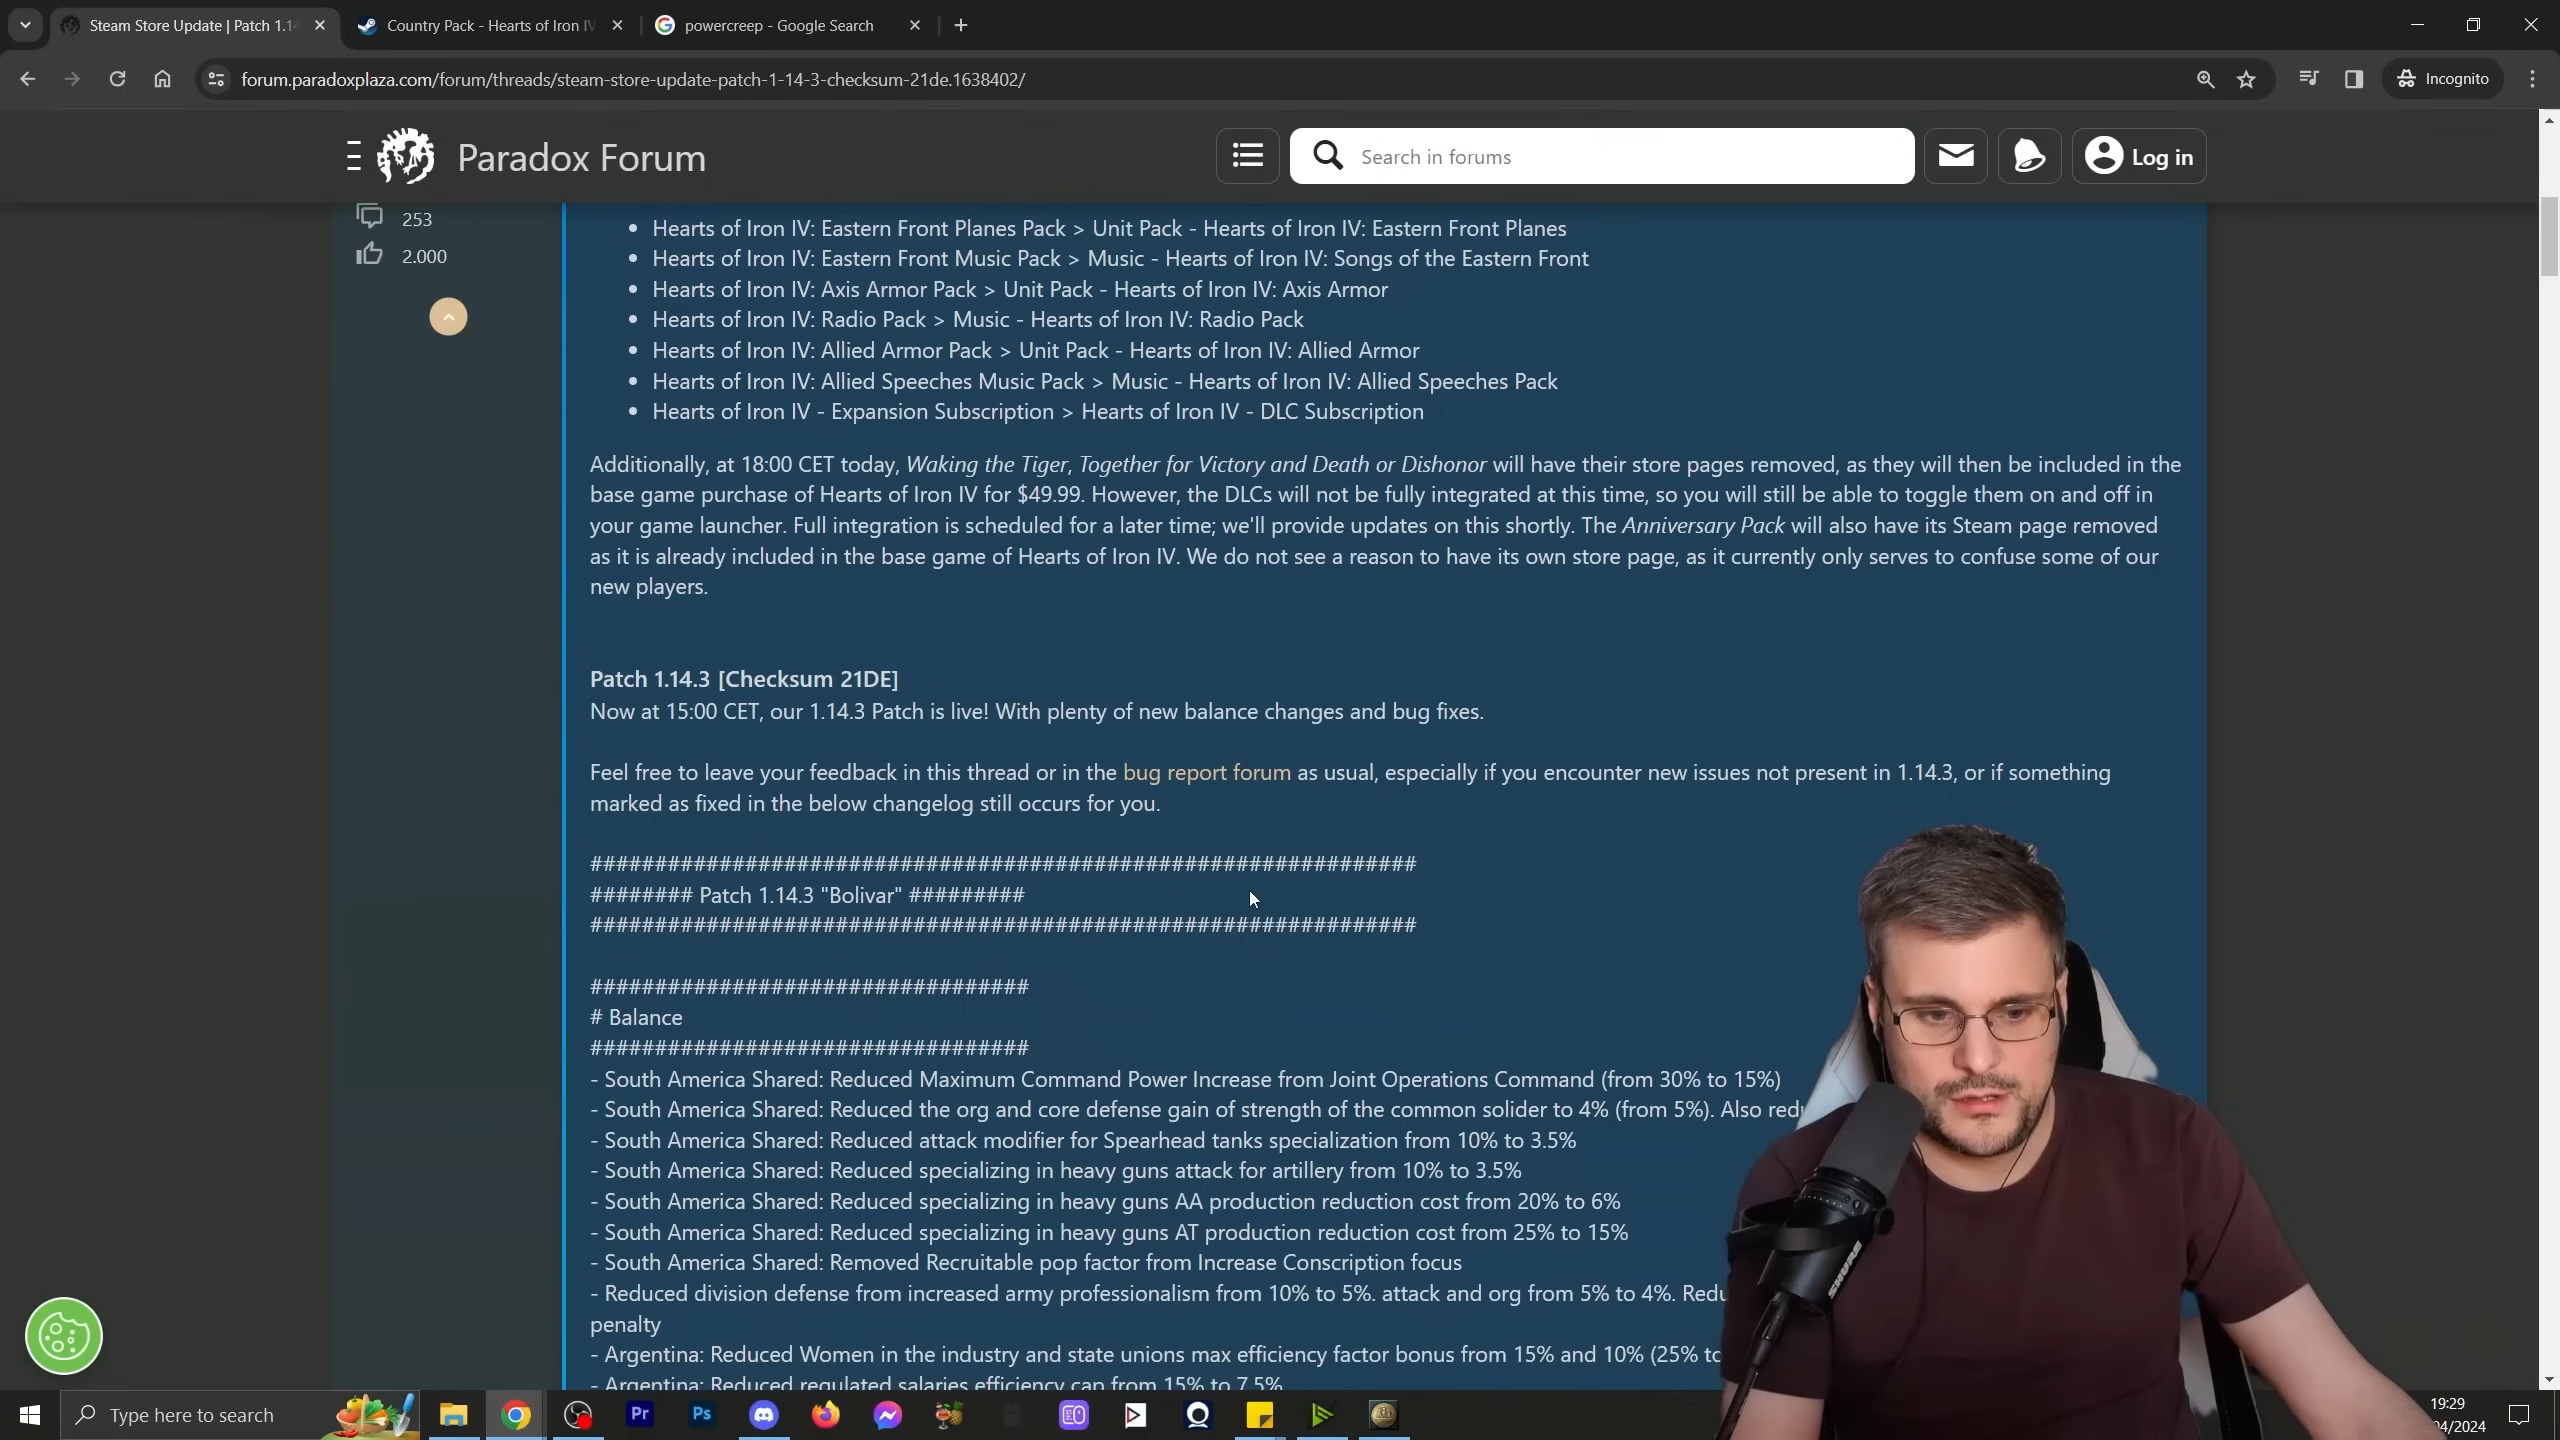 Steam Store Update | Patch 1.1
Country Pack - Hearts of Iron IV
powercreep - Google Search
forum.paradoxplaza.com/forum/threads/steam-store-update-patch-1-14-3-checksum-21de.1638402/
Incognito
Paradox Forum
Search in forums
Log in
253
2.000
• Hearts of Iron IV: Eastern Front Planes Pack > Unit Pack - Hearts of Iron IV: Eastern Front Planes
• Hearts of Iron IV: Eastern Front Music Pack > Music - Hearts of Iron IV: Songs of the Eastern Front
• Hearts of Iron IV: Axis Armor Pack > Unit Pack - Hearts of Iron IV: Axis Armor
• Hearts of Iron IV: Radio Pack > Music - Hearts of Iron IV: Radio Pack
• Hearts of Iron IV: Allied Armor Pack > Unit Pack - Hearts of Iron IV: Allied Armor
• Hearts of Iron IV: Allied Speeches Music Pack > Music - Hearts of Iron IV: Allied Speeches Pack
• Hearts of Iron IV - Expansion Subscription > Hearts of Iron IV - DLC Subscription
Additionally, at 18:00 CET today, Waking the Tiger, Together for Victory and Death or Dishonor will have their store pages removed, as they will then be included in the
base game purchase of Hearts of Iron IV for $49.99. However, the DLCs will not be fully integrated at this time, so you will still be able to toggle them on and off in
your game launcher. Full integration is scheduled for a later time; we'll provide updates on this shortly. The Anniversary Pack will also have its Steam page removed
as it is already included in the base game of Hearts of Iron IV. We do not see a reason to have its own store page, as it currently only serves to confuse some of our
new players.
Patch 1.14.3 [Checksum 21DE]
Now at 15:00 CET, our 1.14.3 Patch is live! With plenty of new balance changes and bug fixes.
Feel free to leave your feedback in this thread or in the bug report forum as usual, especially if you encounter new issues not present in 1.14.3, or if something
marked as fixed in the below changelog still occurs for you.
################################################################
######## Patch 1.14.3 "Bolivar" #########
################################################################
##################################
# Balance
##################################
- South America Shared: Reduced Maximum Command Power Increase from Joint Operations Command (from 30% to 15%)
- South America Shared: Reduced the org and core defense gain of strength of the common solider to 4% (from 5%). Also
- South America Shared: Reduced attack modifier for Spearhead tanks specialization from 10% to 3.5%
- South America Shared: Reduced specializing in heavy guns attack for artillery from 10% to 3.5%
- South America Shared: Reduced specializing in heavy guns AA production reduction cost from 20% to 6%
- South America Shared: Reduced specializing in heavy guns AT production reduction cost from 25% to 15%
- South America Shared: Removed Recruitable pop factor from Increase Conscription focus
- Reduced division defense from increased army professionalism from 10% to 5%. attack and org from 5% to 4%.
penalty
- Argentina: Reduced Women in the industry and state unions max efficiency factor bonus from 15% and 10% (25%
- Argentina: Reduced regulated salaries efficiency cap from 15% to 7.5%
SHURE
Type here to search
Pr
Ps
19:29
04/2024